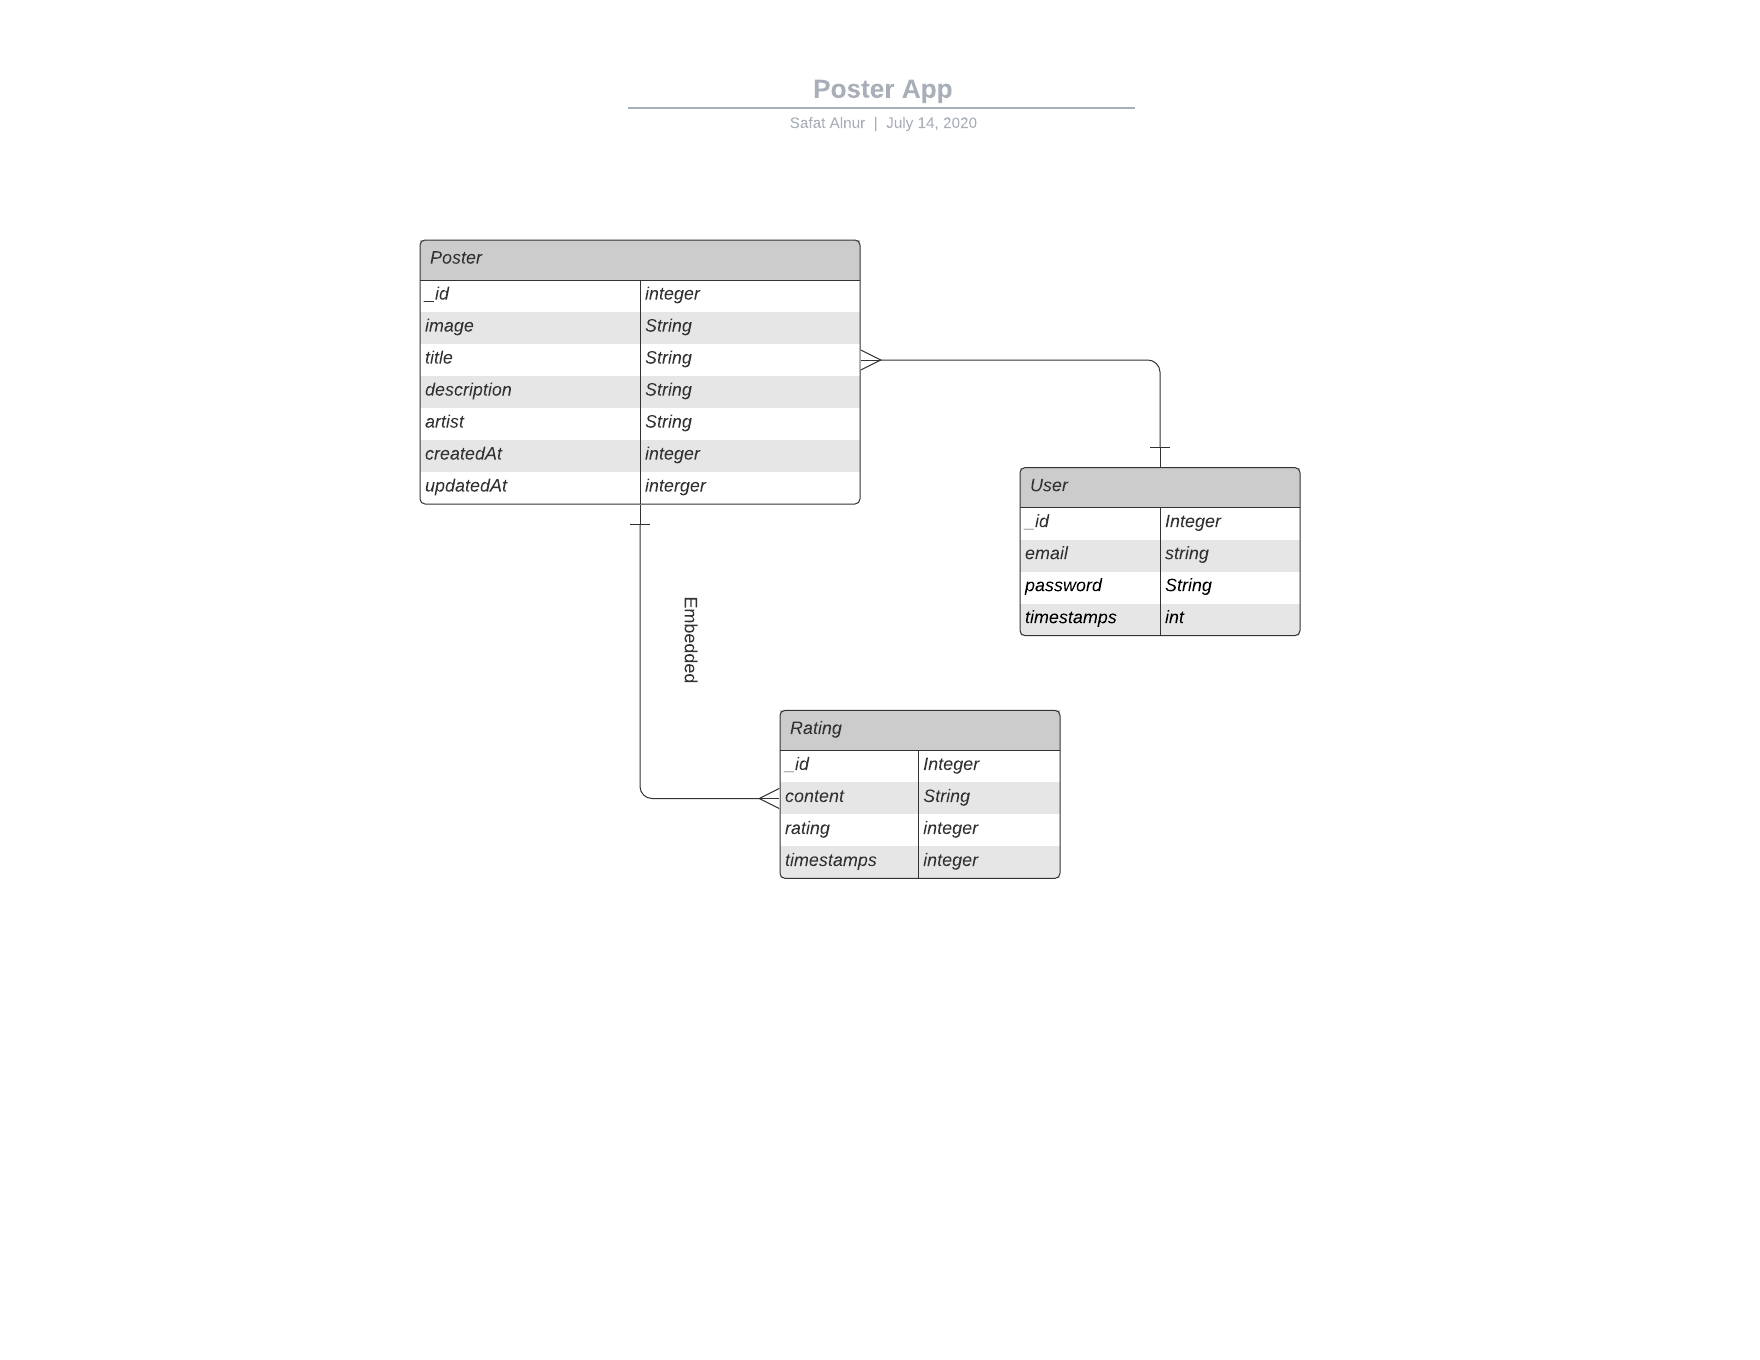 Poster App
Safat Alnur | July 14, 2020
Poster
_id integer
image String
title String
description String
artist String
createdAt integer
updatedAt interger
User
_id Integer
email string
password String
timestamps int
Embedded
Rating
_id Integer
content String
rating integer
timestamps integer